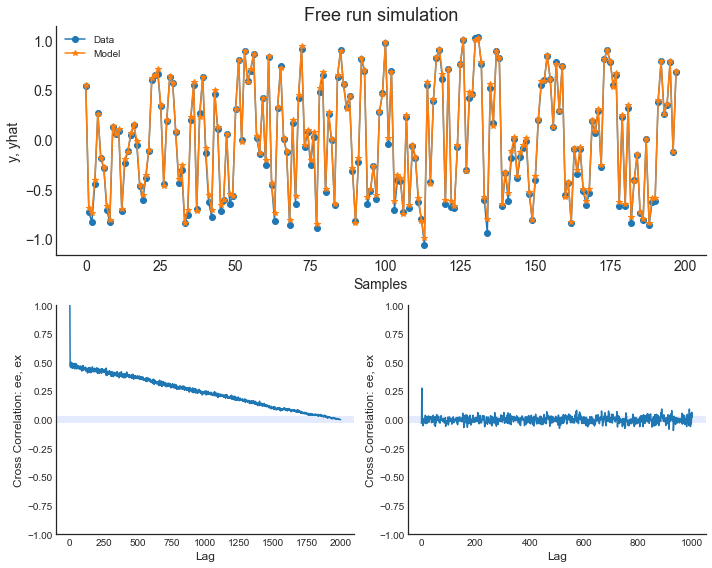 Free run simulation
Data
Model
y, yhat
1.0
0.5
0.0
−0.5
−1.0
0 25 50 75 100 125 150 175 200
Samples
Cross Correlation: ee, ex
1.00
0.75
0.50
0.25
0.00
−0.25
−0.50
−0.75
−1.00
0 250 500 750 1000 1250 1500 1750 2000
Lag
Cross Correlation: ee, ex
1.00
0.75
0.50
0.25
0.00
−0.25
−0.50
−0.75
−1.00
0 200 400 600 800 1000
Lag